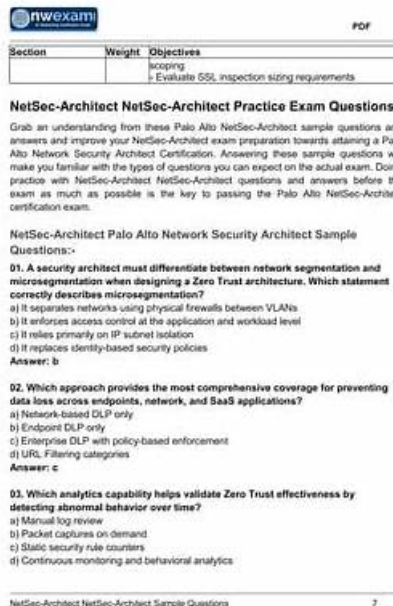 nwexam
PDF
Section Weight Objectives
scoping
- Evaluate SSL inspection sizing requirements
NetSec-Architect NetSec-Architect Practice Exam Questions
Grab an understanding from these Palo Alto NetSec-Architect sample questions
answers and improve your NetSec-Architect exam preparation towards attaining a
Alto Network Security Architect Certification. Answering these sample questions
make you familiar with the types of questions you can expect on the actual exam.
practice with NetSec-Architect NetSec-Architect questions and answers before
exam as much as possible is the key to passing the Palo Alto
certification exam.
NetSec-Architect Palo Alto Network Security Architect Sample
Questions:-
01. A security architect must differentiate between network segmentation and
microsegmentation when designing a Zero Trust architecture. Which statement
correctly describes microsegmentation?
a) It separates networks using physical firewalls between VLANs
b) It enforces access control at the application and workload level
c) It relies primarily on IP subnet isolation
d) It replaces identity-based security policies
Answer: b
02. Which approach provides the most comprehensive coverage for preventing
data loss across endpoints, network, and SaaS applications?
a) Network-based DLP only
b) Endpoint DLP only
c) Enterprise DLP with policy-based enforcement
d) URL Filtering categories
Answer: c
03. Which analytics capability helps validate Zero Trust effectiveness by
detecting abnormal behavior over time?
a) Manual log review
b) Packet captures on demand
c) Static security rule counters
d) Continuous monitoring and behavioral analytics
NetSec-Architect NetSec-Architect Sample Questions 7